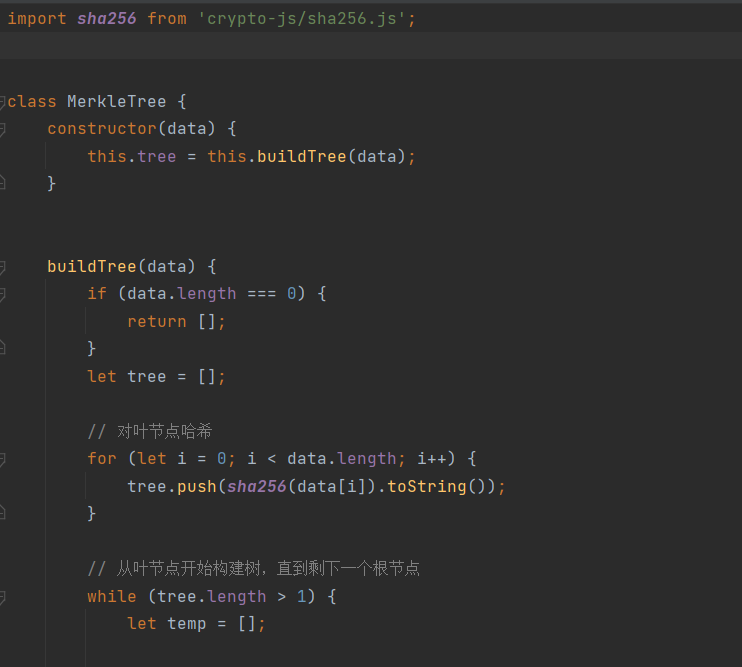 import sha256 from 'crypto-js/sha256.js';
class MerkleTree {
constructor(data) {
this.tree = this.buildTree(data);
}
buildTree(data) {
if (data.length === 0) {
return [];
}
let tree = [];
// 对叶节点哈希
for (let i = 0; i < data.length; i++) {
tree.push(sha256(data[i]).toString());
}
// 从叶节点开始构建树，直到剩下一个根节点
while (tree.length > 1) {
let temp = [];